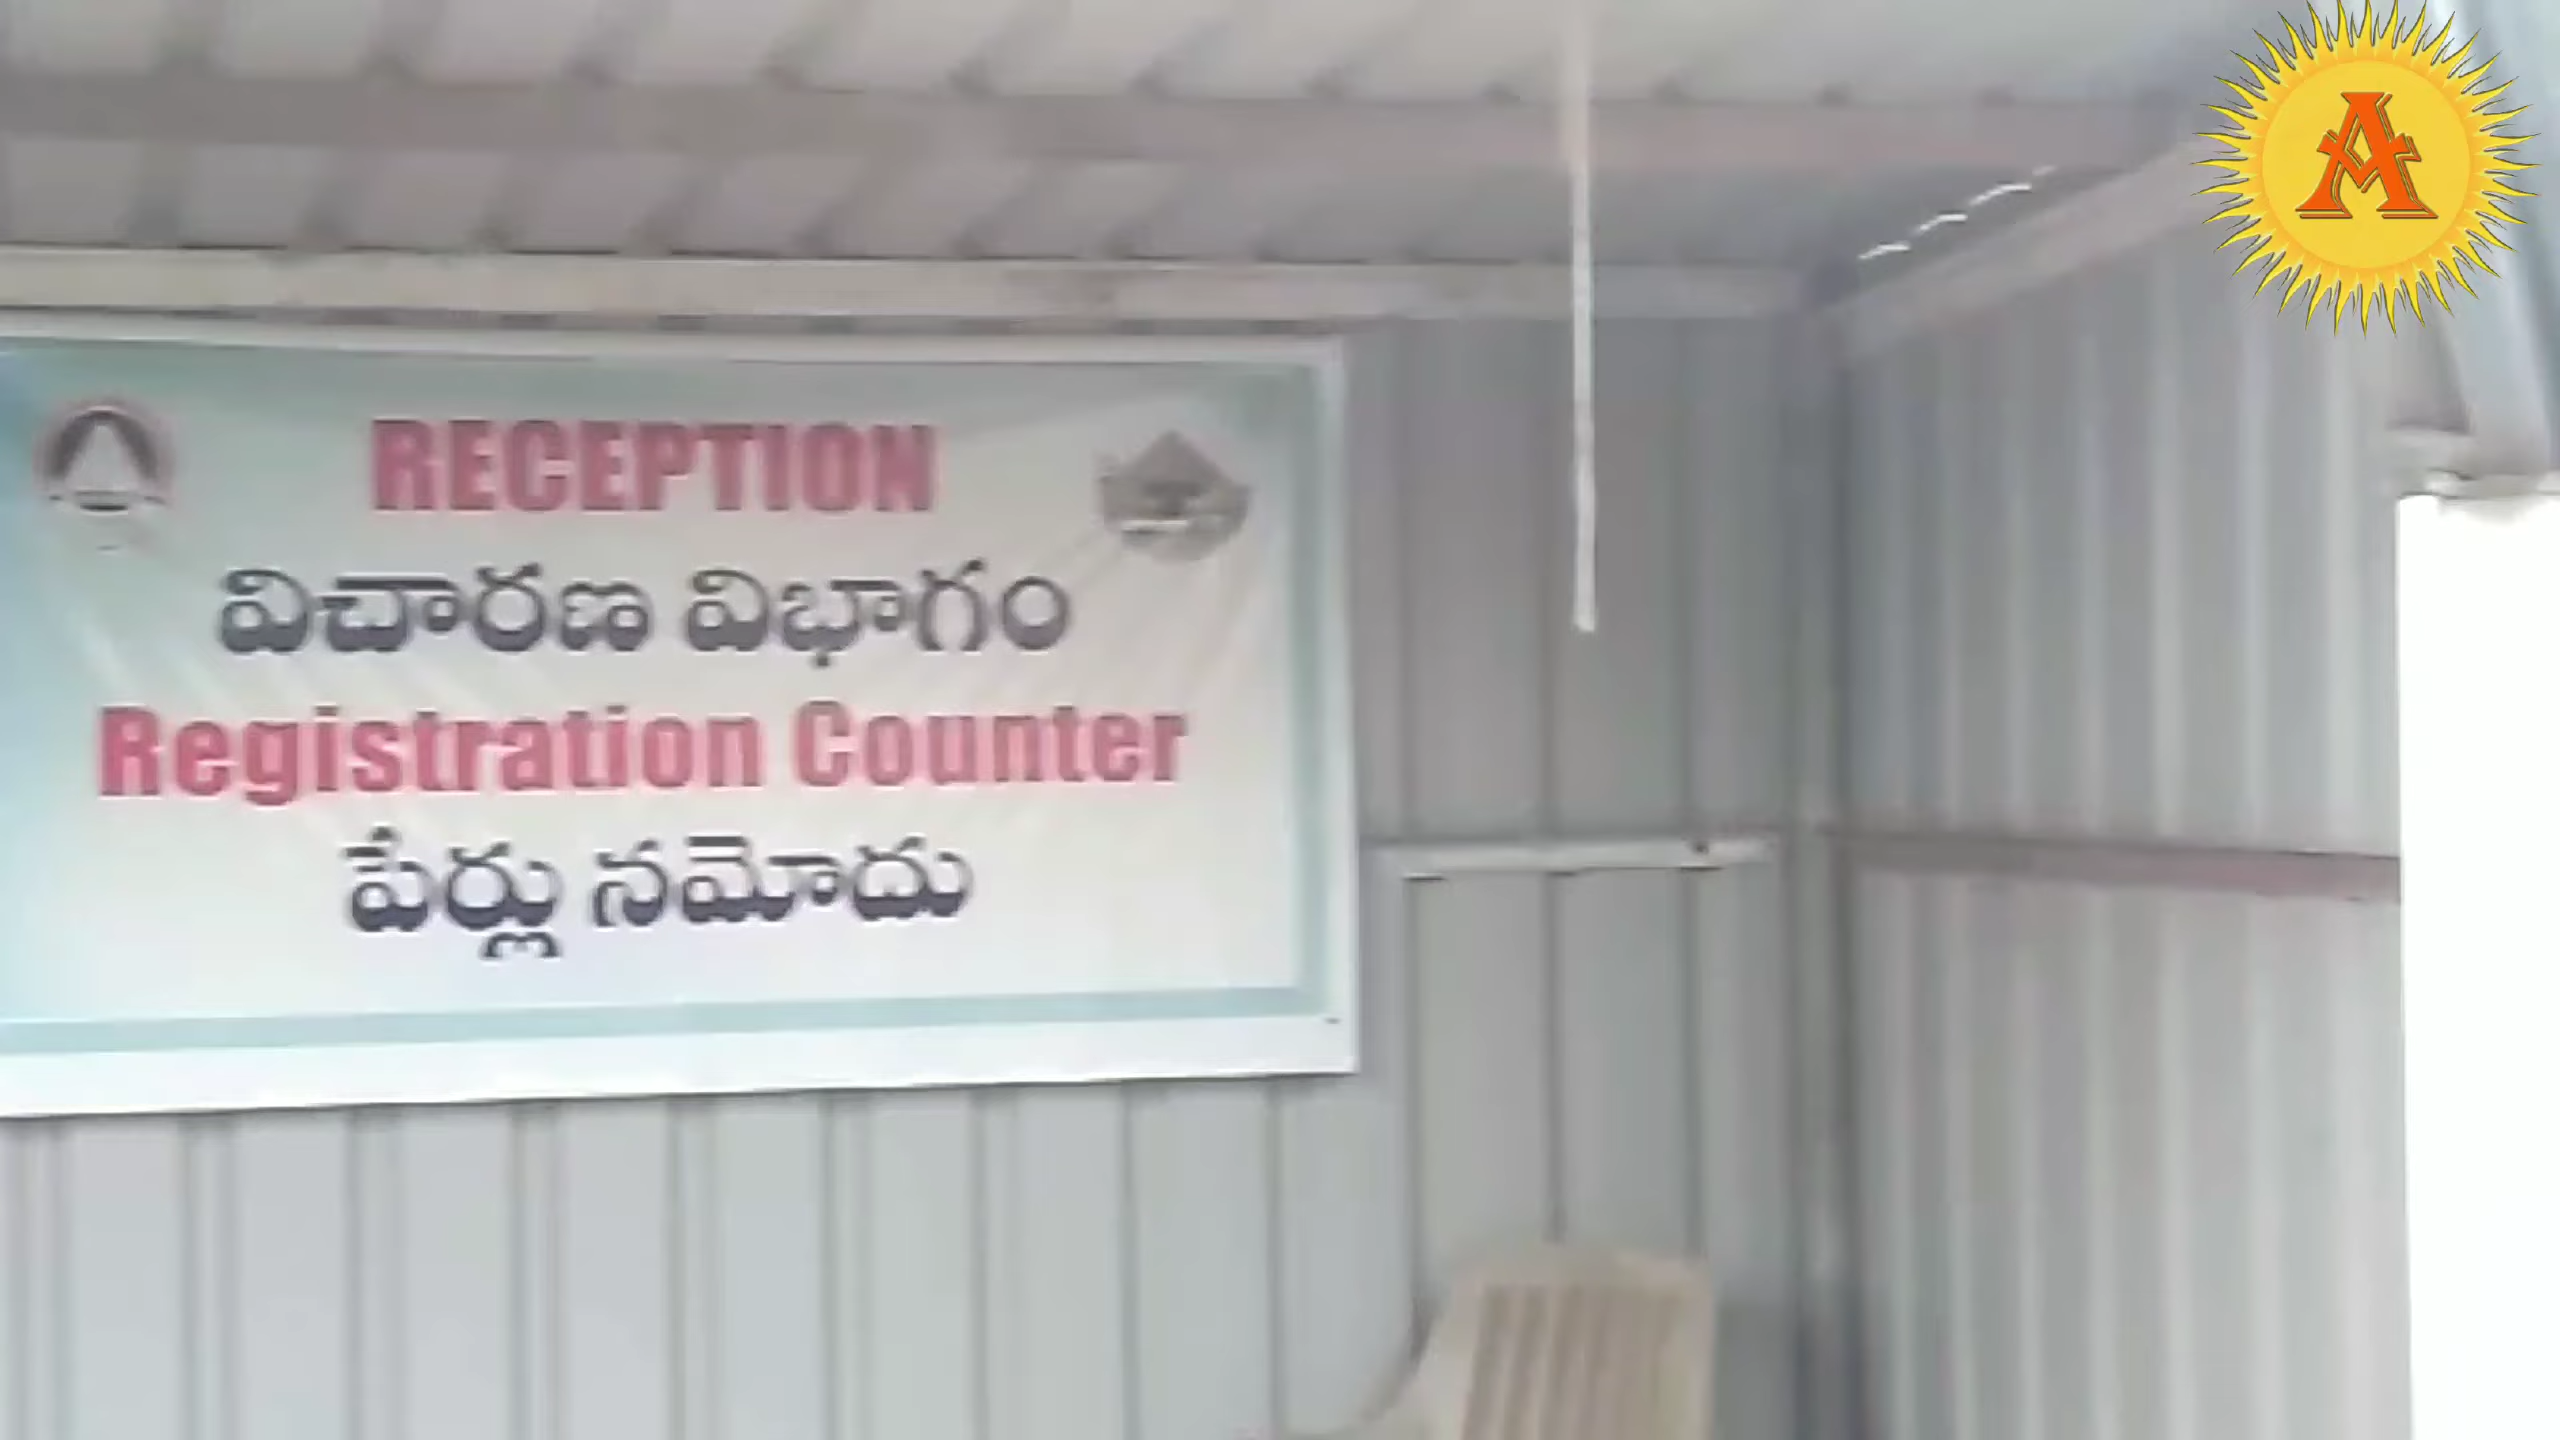 RECEPTION
విచారణ విభాగం
Registration Counter
పేర్లు నమోదు
A